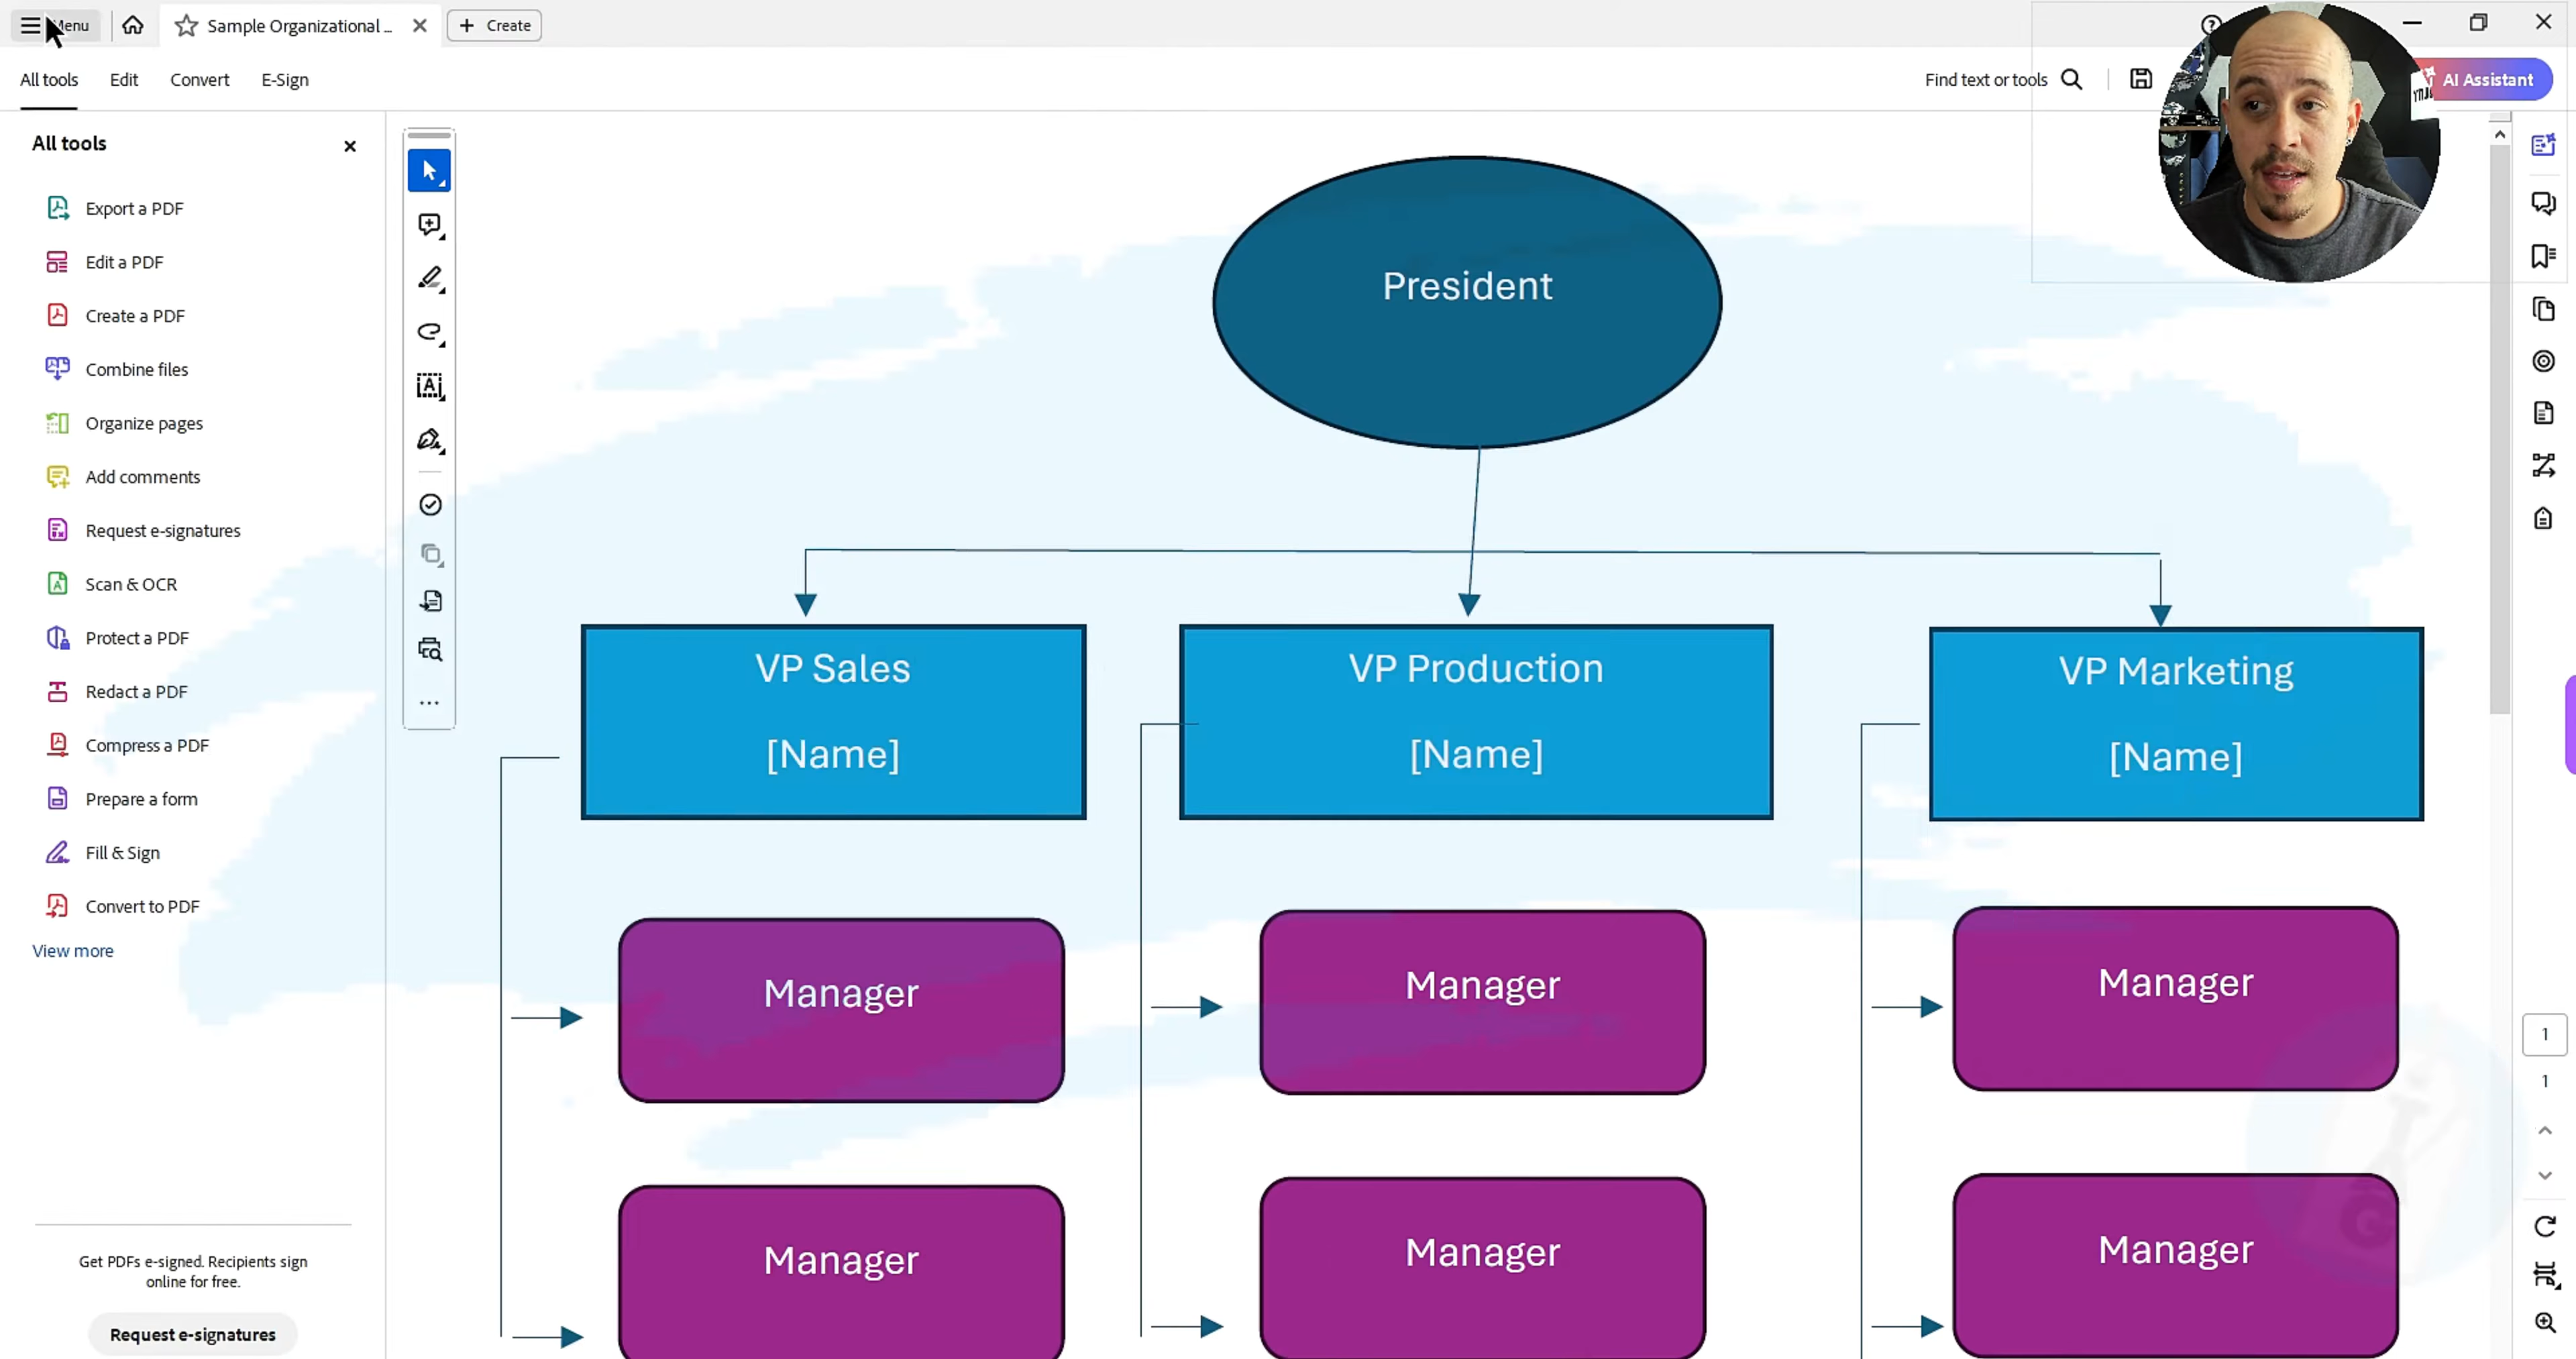 Menu
Sample Organizational ...
Create
All tools
Edit
Convert
E-Sign
Find text or tools
AI Assistant
All tools
Export a PDF
Edit a PDF
Create a PDF
Combine files
Organize pages
Add comments
Request e-signatures
Scan & OCR
Protect a PDF
Redact a PDF
Compress a PDF
Prepare a form
Fill & Sign
Convert to PDF
View more
Get PDFs e-signed. Recipients sign
online for free.
Request e-signatures
President
VP Sales
[Name]
VP Production
[Name]
VP Marketing
[Name]
Manager
Manager
Manager
Manager
Manager
Manager
1
1